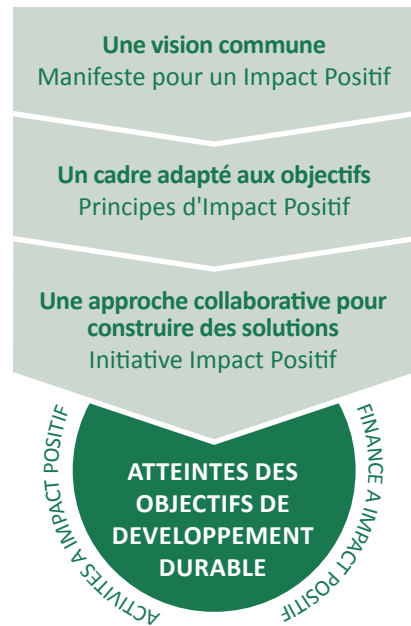 Une vision commune
Manifeste pour un Impact Positif
Un cadre adapté aux objectifs
Principes d'Impact Positif
Une approche collaborative pour
construire des solutions
Initiative Impact Positif
ACTIVITES A IMPACT POSITIF
FINANCE A IMPACT POSITIF
ATTEINTES DES
OBJECTIFS DE
DEVELOPPEMENT
DURABLE